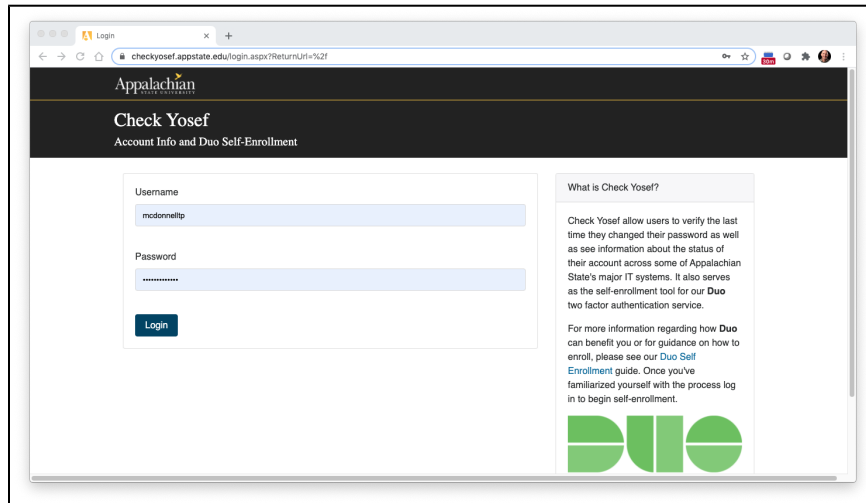 Login
checkyosef.appstate.edu/login.aspx?ReturnUrl=%2f
30m
Appalachian
STATE UNIVERSITY
Check Yosef
Account Info and Duo Self-Enrollment
Username
mcdonnelltp
Password
•••••••••••••
Login
What is Check Yosef?
Check Yosef allow users to verify the last
time they changed their password as well
as see information about the status of
their account across some of Appalachian
State's major IT systems. It also serves
as the self-enrollment tool for our Duo
two factor authentication service.
For more information regarding how Duo
can benefit you or for guidance on how to
enroll, please see our Duo Self
Enrollment guide. Once you've
familiarized yourself with the process log
in to begin self-enrollment.
DUO